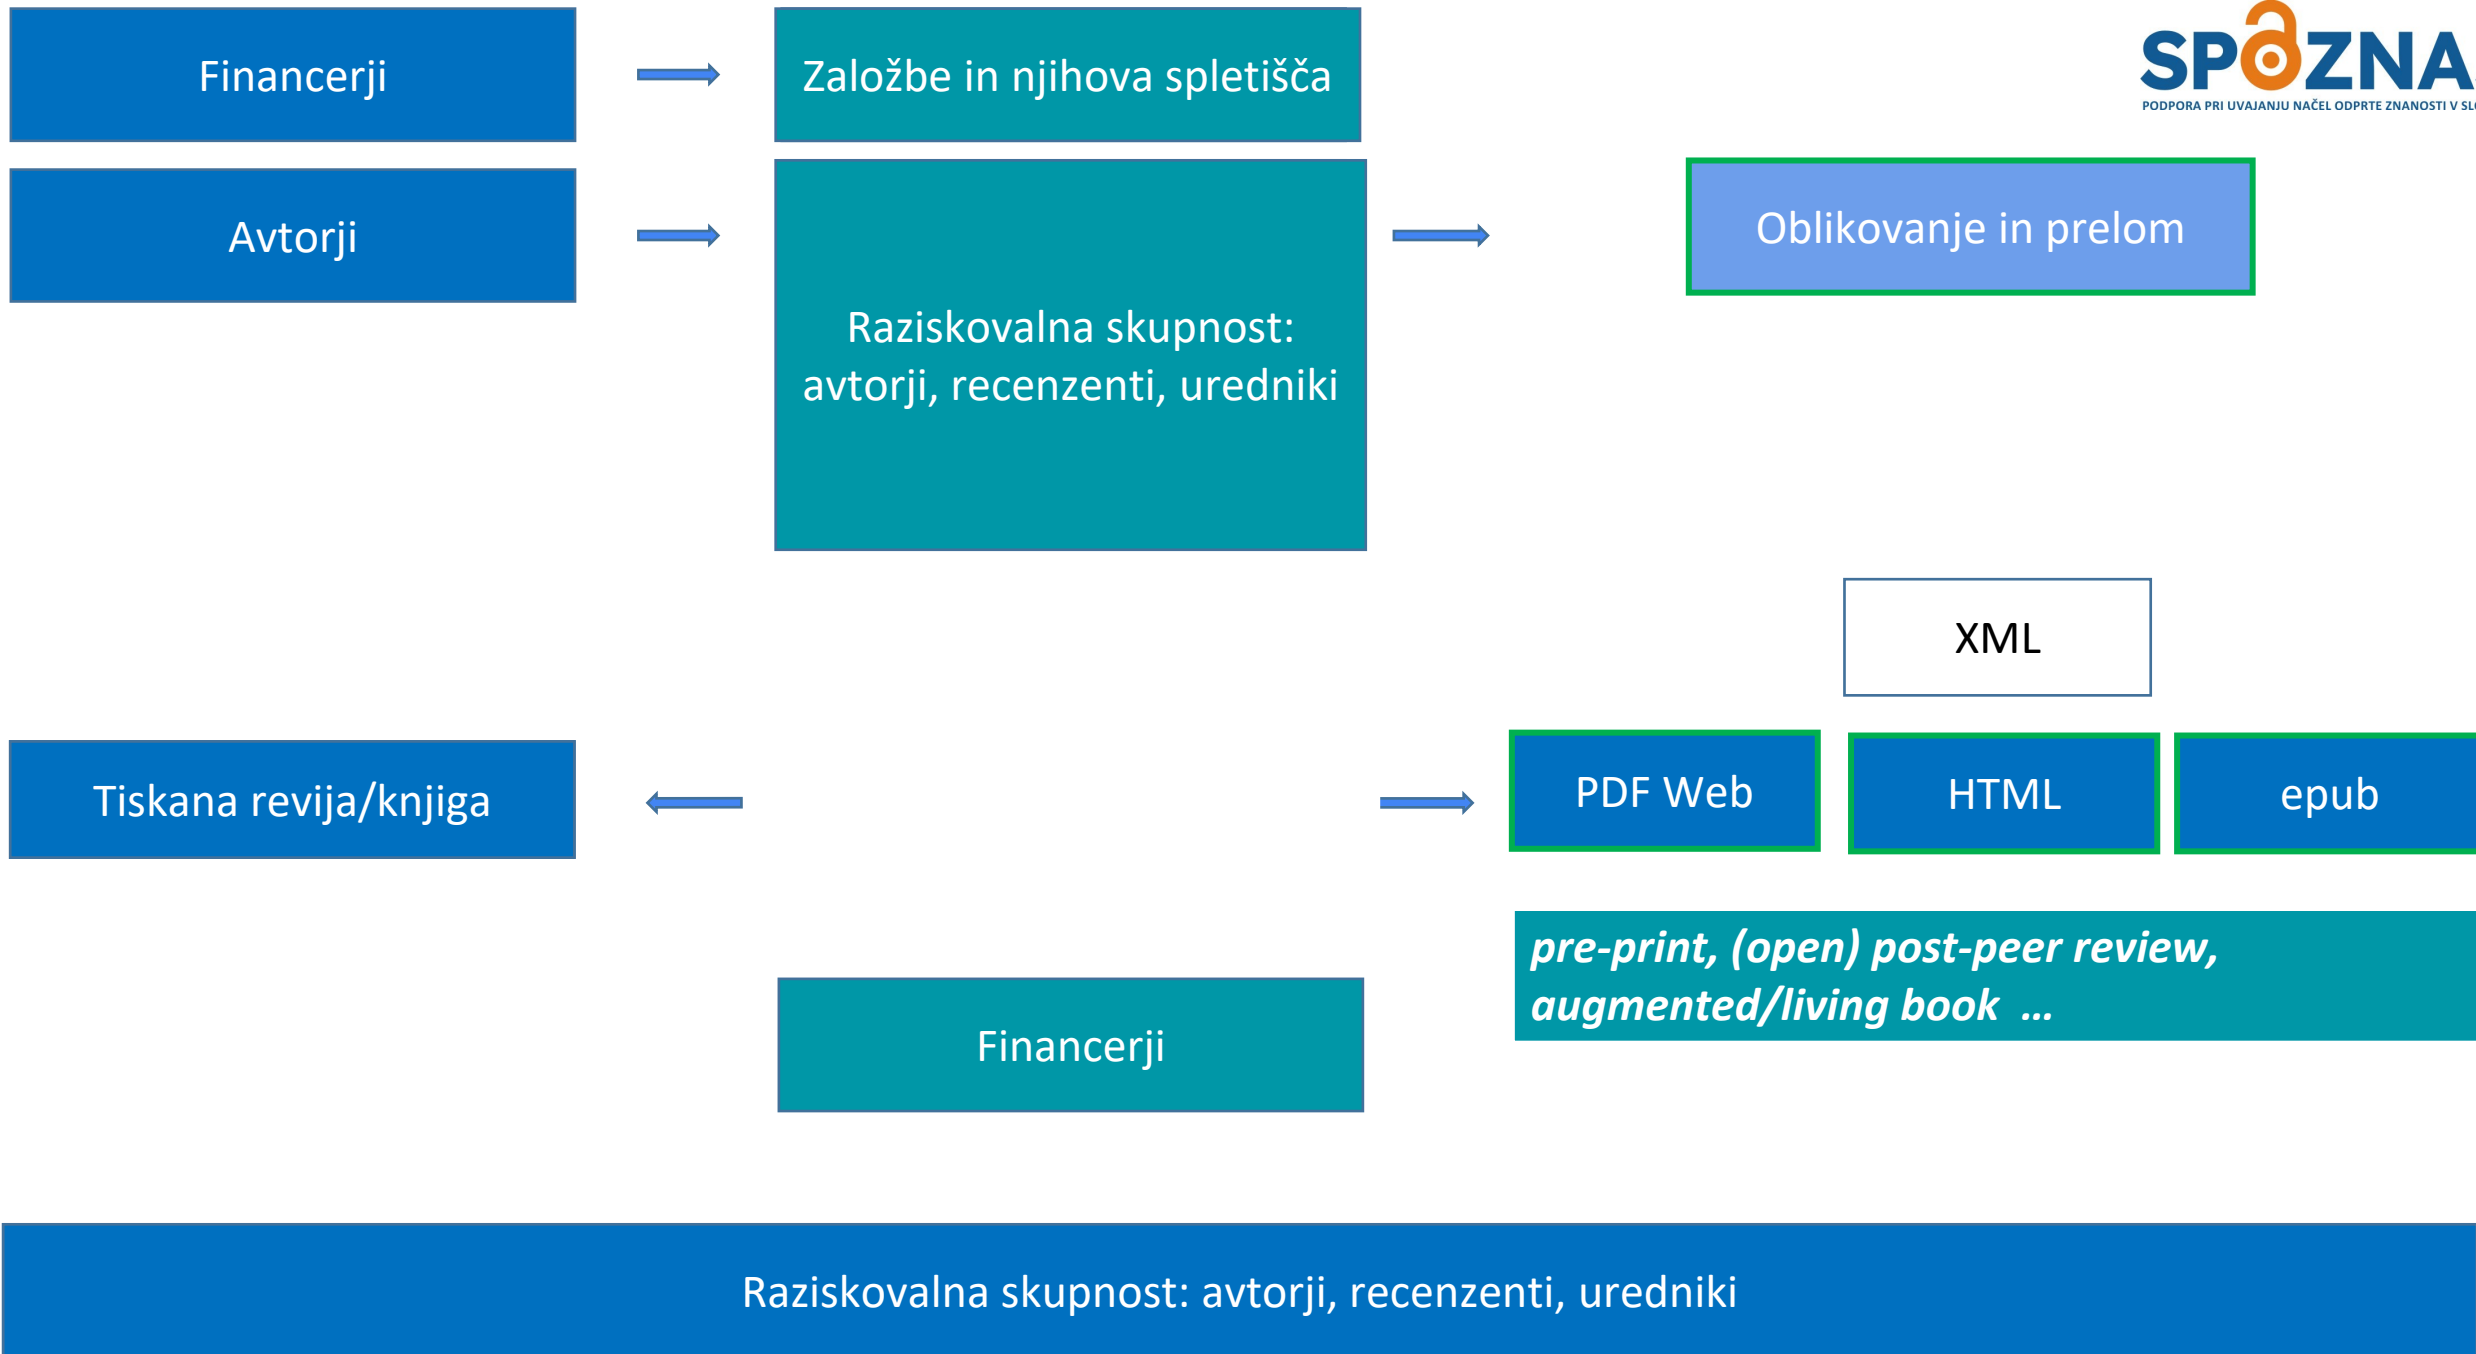 Financerji
Založbe in njihova spletišča
SPOZNA
PODPORA PRI UVAJANJU NAČEL ODPRTE ZNANOSTI V
Avtorji
Raziskovalna skupnost:
avtorji, recenzenti, uredniki
Oblikovanje in prelom
XML
Tiskana revija/knjiga
PDF Web
HTML
epub
pre-print, (open) post-peer review,
augmented/living book ...
Financerji
Raziskovalna skupnost: avtorji, recenzenti, uredniki